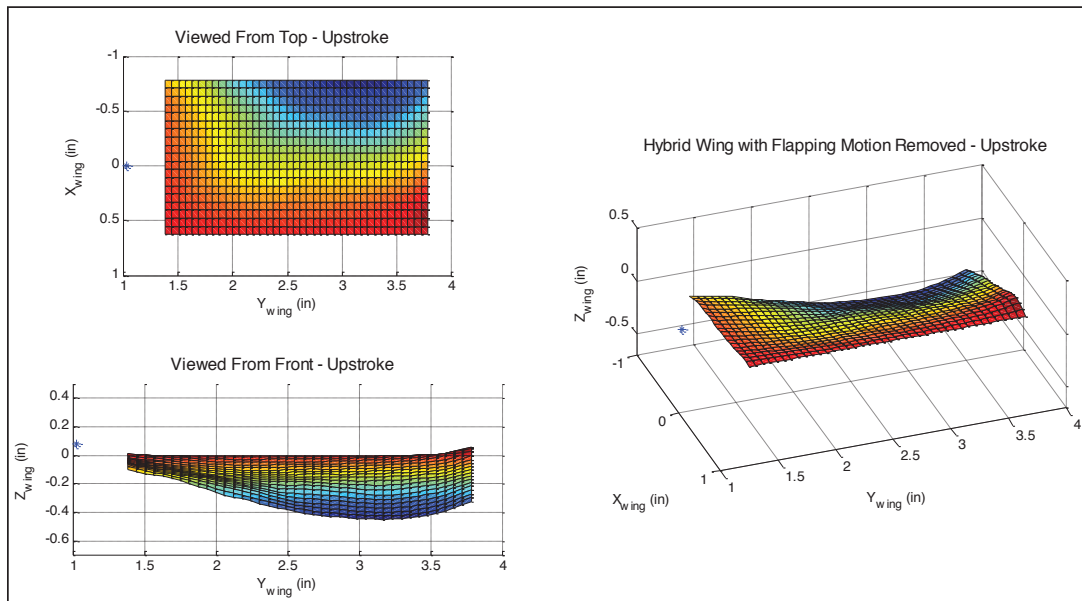 Viewed From Top - Upstroke
-1
-0.5
0
0.5
1
X wing (in)
1 1.5 2 2.5 3 3.5 4
Y wing (in)
Viewed From Front - Upstroke
0.4
0.2
0
-0.2
-0.4
-0.6
Z wing (in)
1 1.5 2 2.5 3 3.5 4
Y wing (in)
Hybrid Wing with Flapping Motion Removed - Upstroke
0.5
0
-0.5
Z wing (in)
-1
0
1
X wing (in)
1 1.5 2 2.5 3 3.5 4
Y wing (in)